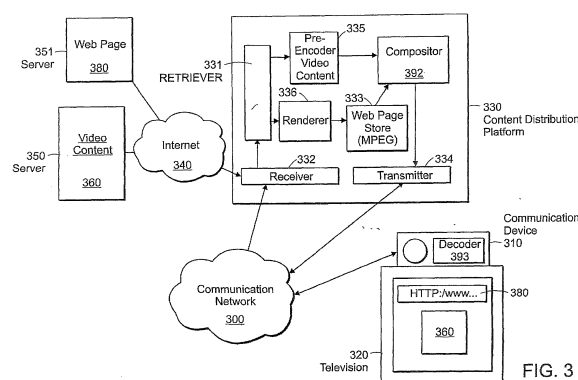 351
Server
Web Page
380
350
Server
Video
Content
360
Internet
340
331
RETRIEVER
Pre-
Encoder
Video
Content
335
336
Renderer
333
Web Page
Store
(MPEG)
Compositor
392
330
Content Distribution
Platform
332
Receiver
334
Transmitter
Communication
Network
300
Communication
Device
310
Decoder
393
HTTP:/www...
380
360
320
Television
FIG. 3